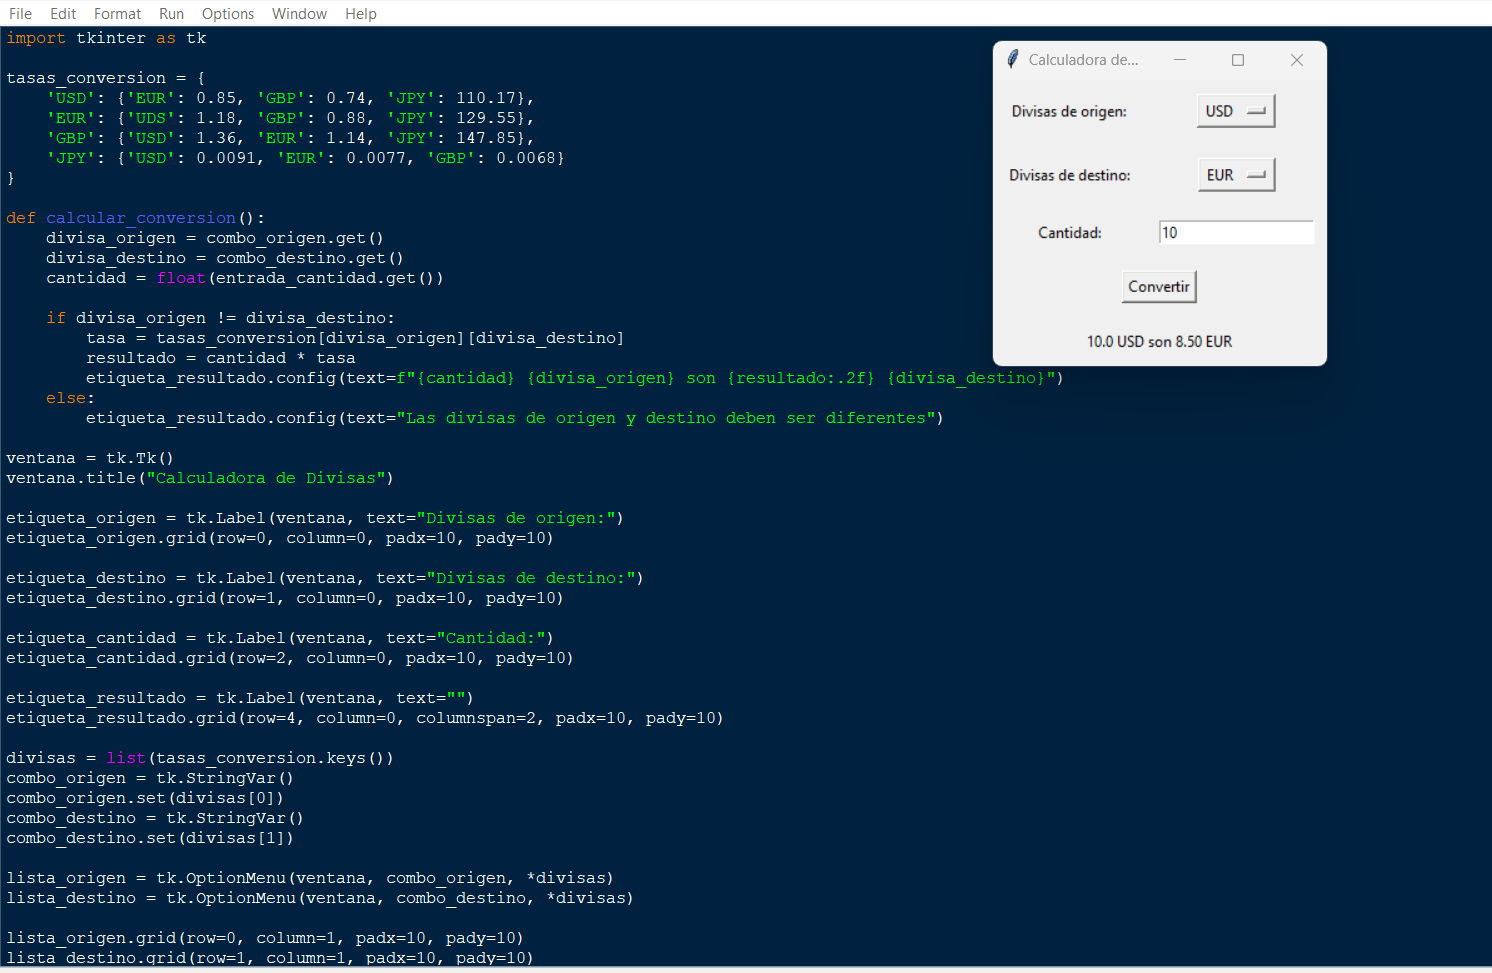 File Edit Format Run Options Window Help
import tkinter as tk
tasas_conversion = {
    'USD': {'EUR': 0.85, 'GBP': 0.74, 'JPY': 110.17},
    'EUR': {'UDS': 1.18, 'GBP': 0.88, 'JPY': 129.55},
    'GBP': {'USD': 1.36, 'EUR': 1.14, 'JPY': 147.85},
    'JPY': {'USD': 0.0091, 'EUR': 0.0077, 'GBP': 0.0068}
}
def calcular_conversion():
    divisa_origen = combo_origen.get()
    divisa_destino = combo_destino.get()
    cantidad = float(entrada_cantidad.get())
    if divisa_origen != divisa_destino:
        tasa = tasas_conversion[divisa_origen][divisa_destino]
        resultado = cantidad * tasa
        etiqueta_resultado.config(text=f"{cantidad} {divisa_origen} son {resultado:.2f} {divisa_destino}")
    else:
        etiqueta_resultado.config(text="Las divisas de origen y destino deben ser diferentes")
ventana = tk.Tk()
ventana.title("Calculadora de Divisas")
etiqueta_origen = tk.Label(ventana, text="Divisas de origen:")
etiqueta_origen.grid(row=0, column=0, padx=10, pady=10)
etiqueta_destino = tk.Label(ventana, text="Divisas de destino:")
etiqueta_destino.grid(row=1, column=0, padx=10, pady=10)
etiqueta_cantidad = tk.Label(ventana, text="Cantidad:")
etiqueta_cantidad.grid(row=2, column=0, padx=10, pady=10)
etiqueta_resultado = tk.Label(ventana, text="")
etiqueta_resultado.grid(row=4, column=0, columnspan=2, padx=10, pady=10)
divisas = list(tasas_conversion.keys())
combo_origen = tk.StringVar()
combo_origen.set(divisas[0])
combo_destino = tk.StringVar()
combo_destino.set(divisas[1])
lista_origen = tk.OptionMenu(ventana, combo_origen, *divisas)
lista_destino = tk.OptionMenu(ventana, combo_destino, *divisas)
lista_origen.grid(row=0, column=1, padx=10, pady=10)
lista_destino.grid(row=1, column=1, padx=10, pady=10)
Calculadora de...
Divisas de origen: USD
Divisas de destino: EUR
Cantidad: 10
Convertir
10.0 USD son 8.50 EUR